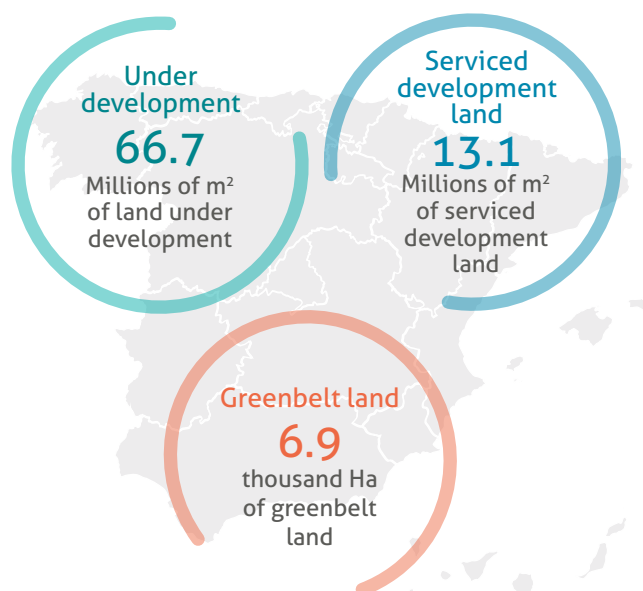 Under
development
66.7
Millions of m²
of land under
development
Serviced
development
land
13.1
Millions of m²
of serviced
development
land
Greenbelt land
6.9
thousand Ha
of greenbelt
land